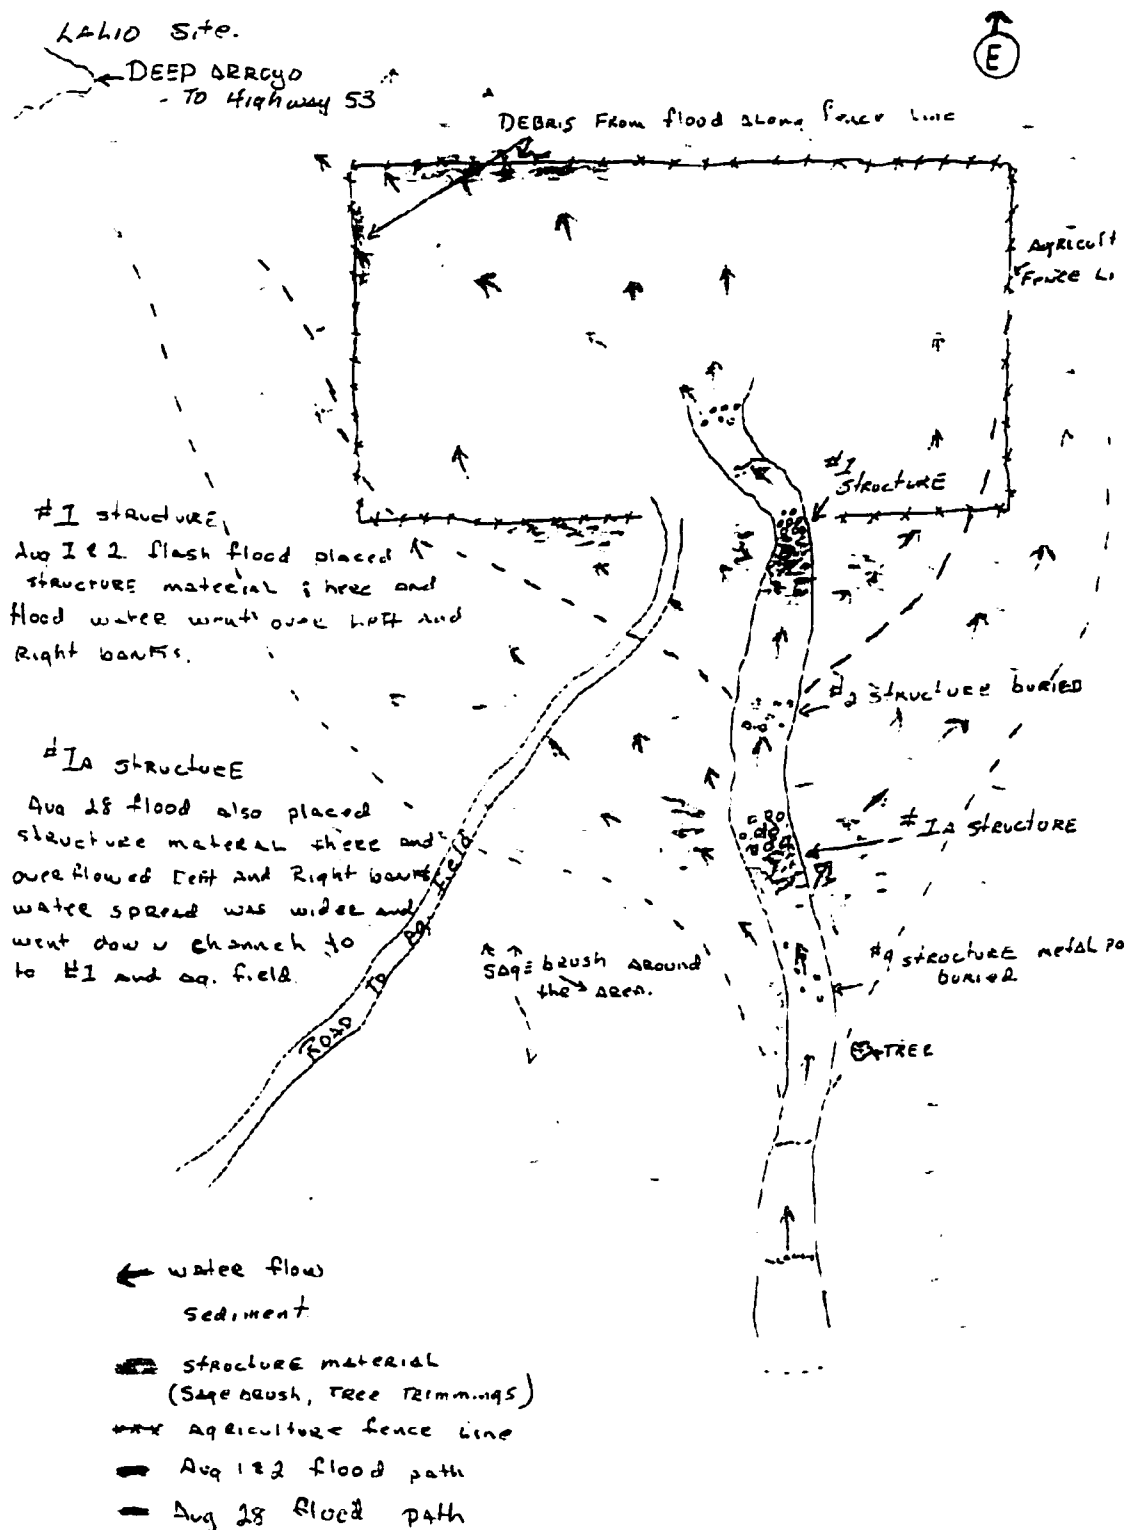 LALIO Site.
DEEP ARROYO
- TO Highway 53
E
DEBRIS From flood along fence line
Agricult
Fence Li
#1
Structure
#1 structure
Aug 1 & 2 flash flood placed
structure material ; here and
flood water went over Left and
Right banks.
#2 structure buried
#1A structure
Aug 28 flood also placed
structure materal there and
overflowed Left and Right banks
water spread was wider and
went down channel to
to #1 and ag. field.
#1A structure
Sage brush around
the area.
structure metal Po
buried
TREE
ROAD TO Ag. Field
water flow
Sediment
structure material
(Sage brush, Tree Trimmings)
Agriculture fence Line
Aug 1 & 2 flood path
Aug 28 flood path